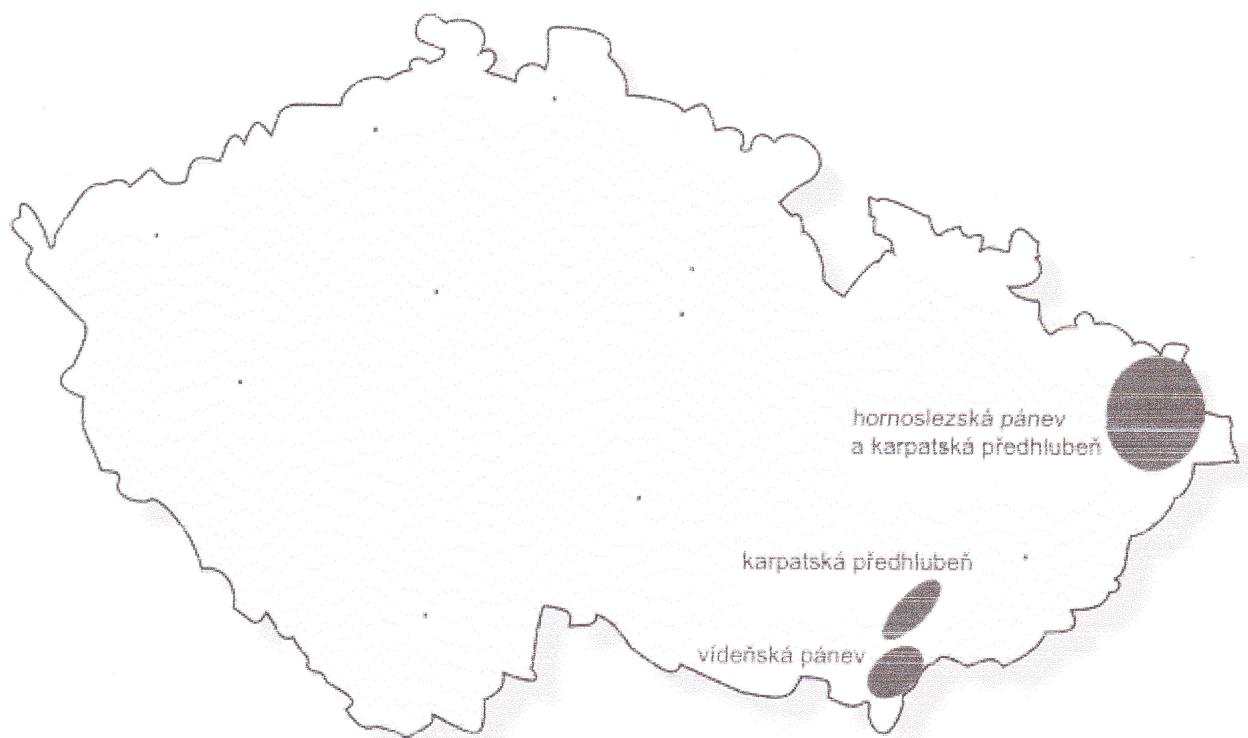 hornoslezská pánev
a karpatská předhlubeň
karpatská předhlubeň
vídeňská pánev